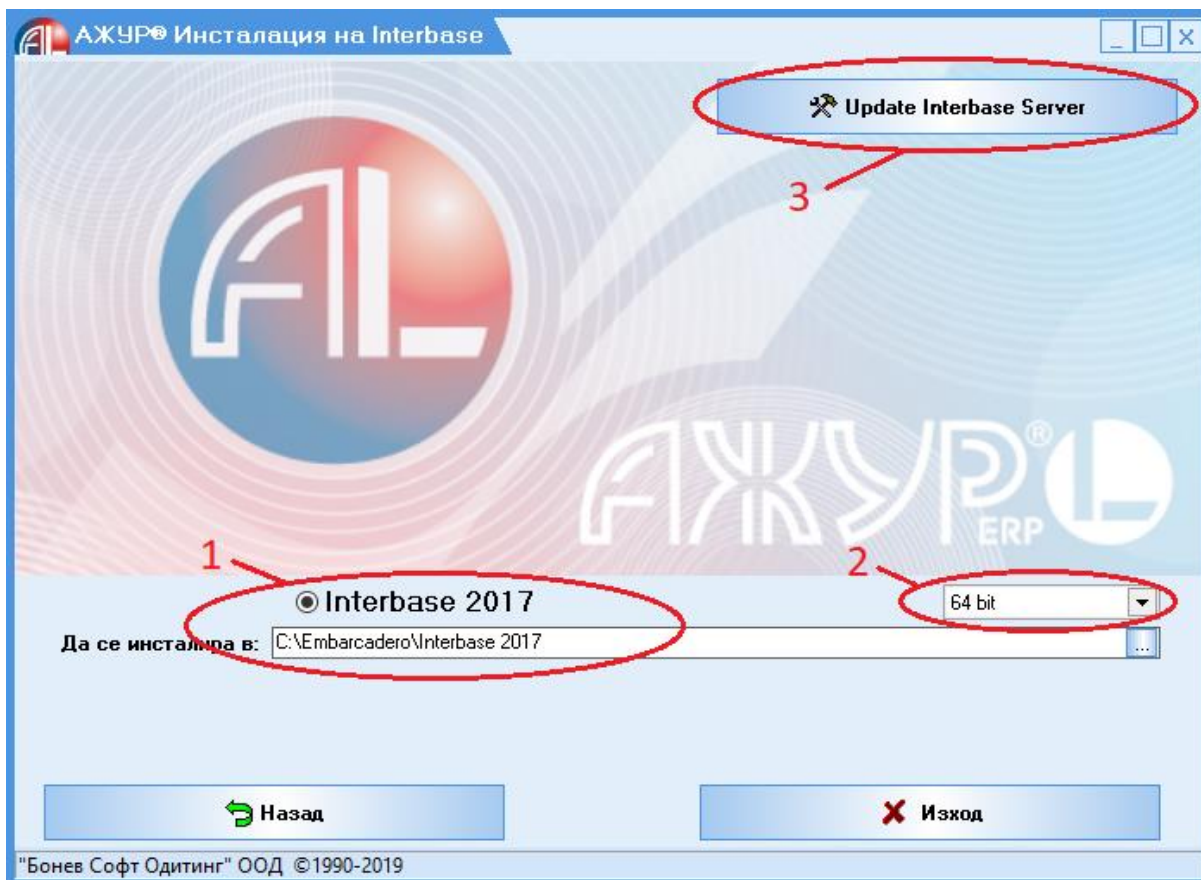 АЖУР® Инсталация на Interbase
Update Interbase Server
3
AL
АЖУР®L
ERP
1
2
Interbase 2017
64 bit
Да се инсталира в:
C:\Embarcadero\Interbase 2017
...
Назад
Изход
"Бонев Софт Одитинг" ООД ©1990-2019